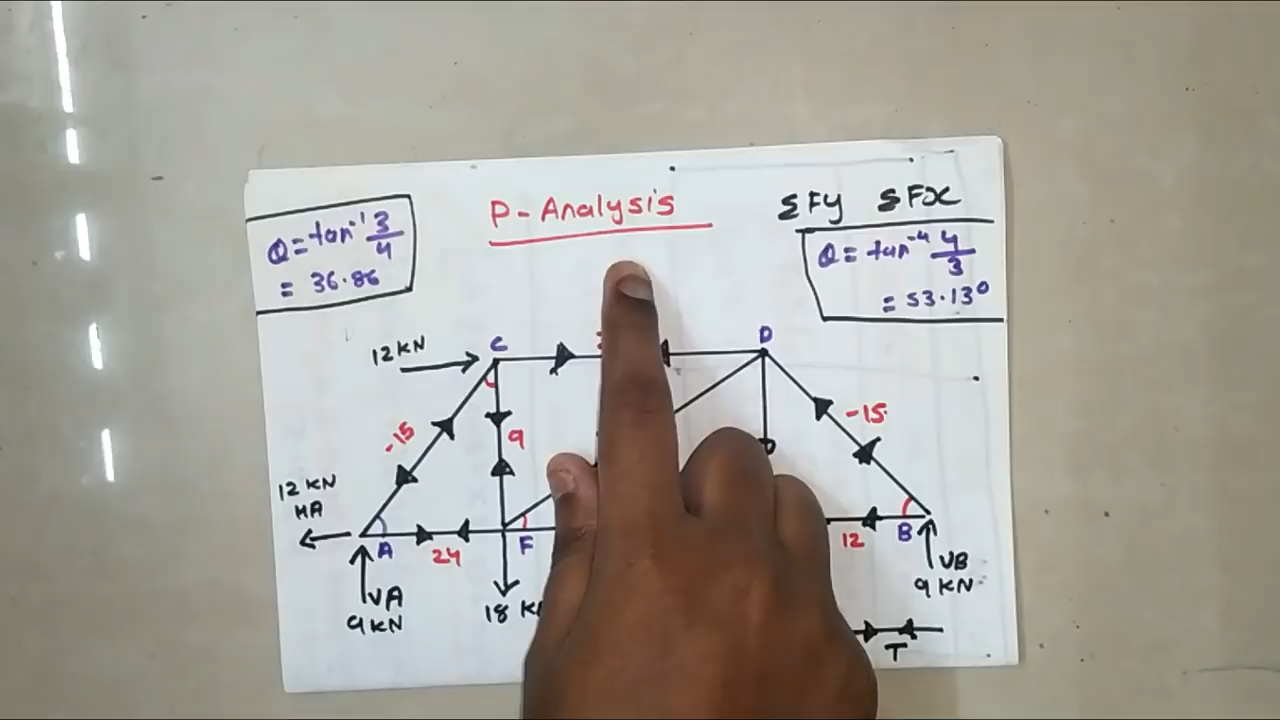 P-Analysis
ΣFy ΣFx
Q = tan⁻¹ 3/4
= 36.86
Q = tan⁻⁴ 4/3
= 53.13°
12 KN
C
D
-15
9
-15
12 KN
HA
A
24
F
12
B
VA
9 KN
18
VB
9 KN
T